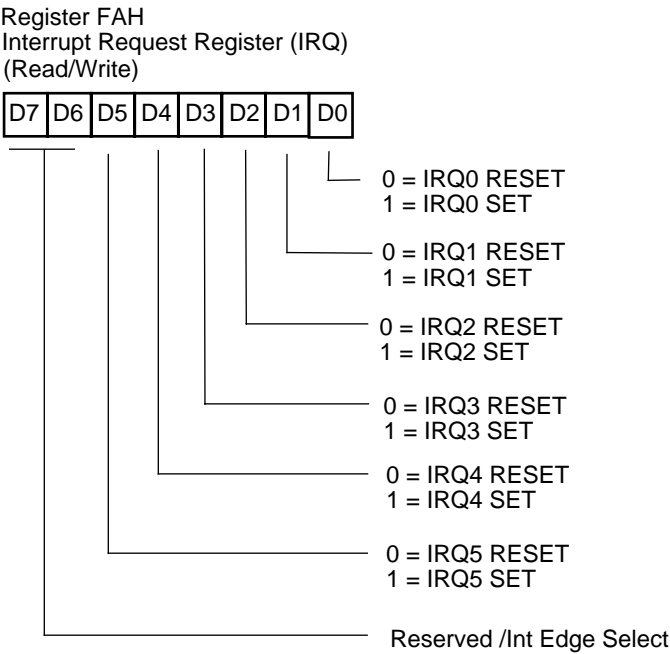 Register FAH
Interrupt Request Register (IRQ)
(Read/Write)
D7 D6 D5 D4 D3 D2 D1 D0
0 = IRQ0 RESET
1 = IRQ0 SET
0 = IRQ1 RESET
1 = IRQ1 SET
0 = IRQ2 RESET
1 = IRQ2 SET
0 = IRQ3 RESET
1 = IRQ3 SET
0 = IRQ4 RESET
1 = IRQ4 SET
0 = IRQ5 RESET
1 = IRQ5 SET
Reserved /Int Edge Select